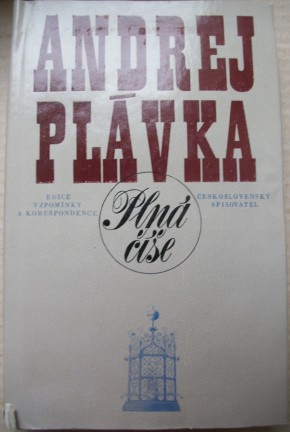 ANDREJ
PLÁVKA
EDICE
VZPOMÍNKY
A KORESPONDENCE
Plná
číše
ČESKOSLOVENSKÝ
SPISOVATEL